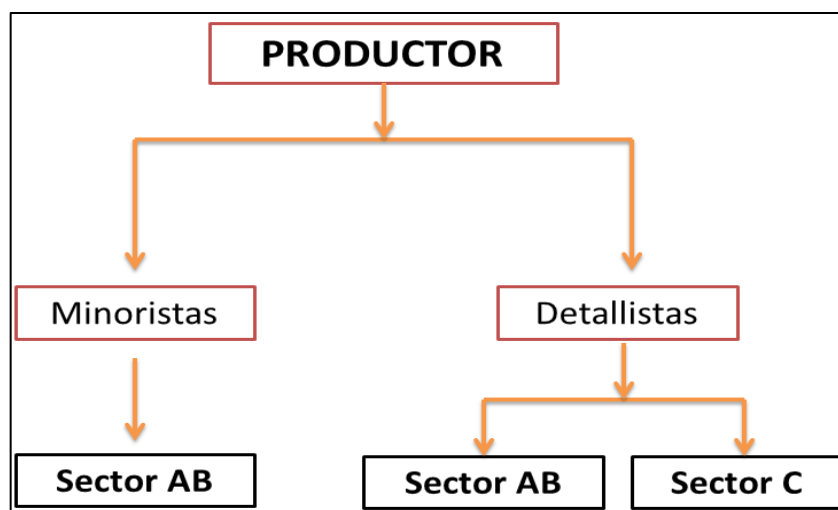 PRODUCTOR
Minoristas
Detallistas
Sector AB
Sector AB
Sector C